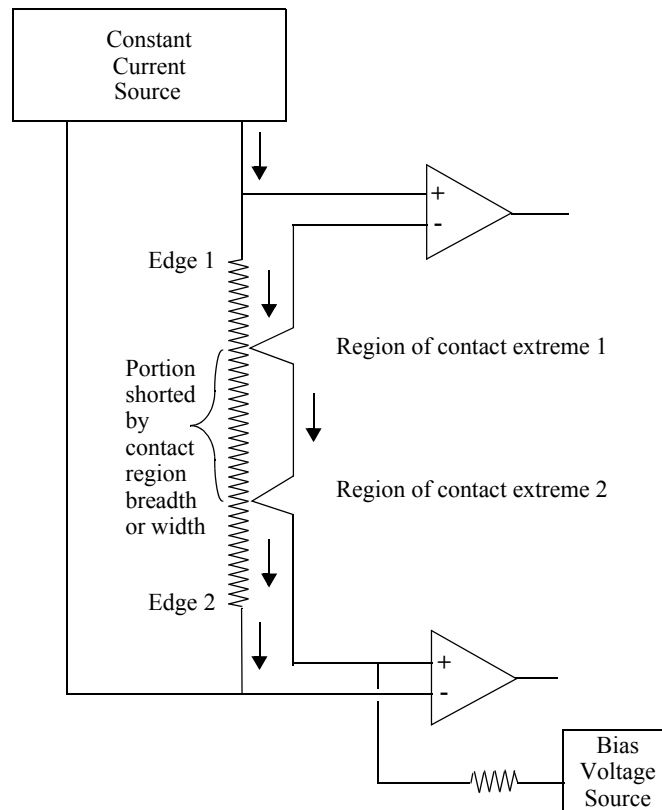 Constant
Current
Source
+
-
Edge 1
Region of contact extreme 1
Portion
shorted
by
contact
region
breadth
or width
Region of contact extreme 2
Edge 2
+
-
Bias
Voltage
Source